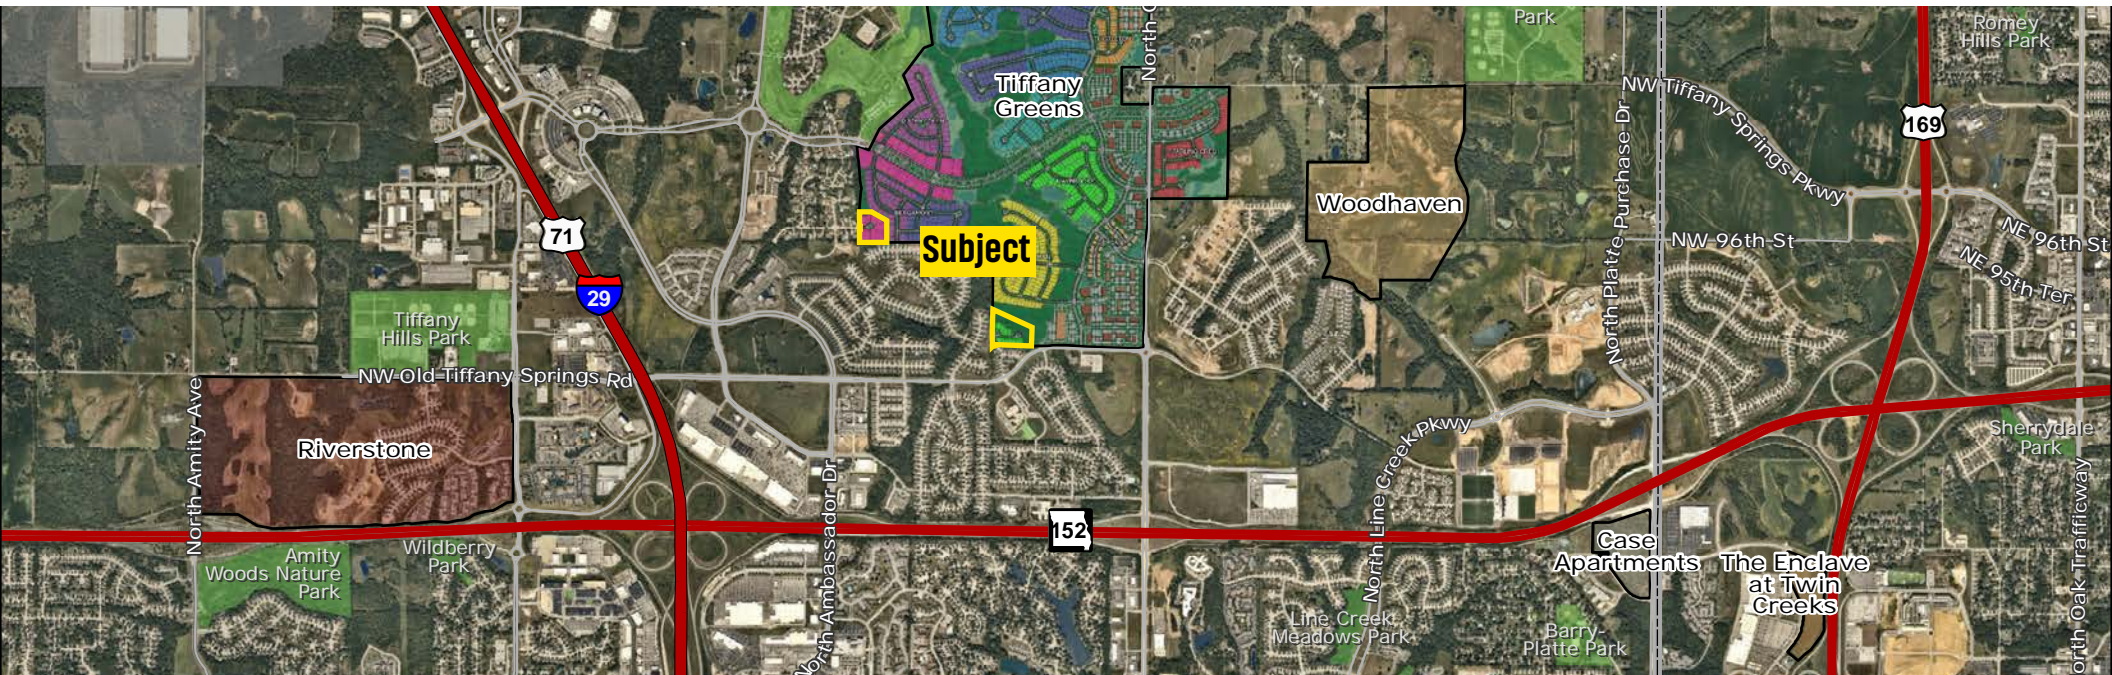 Park
Romey
Hills Park
North
Tiffany
Greens
NW Tiffany Springs Pkwy
169
North Platte Purchase Dr
Woodhaven
71
Subject
NW 96th St
NE 96th St
NE 95th Ter
29
Tiffany
Hills Park
NW Old Tiffany Springs Rd
North Amity Ave
Riverstone
North Line Creek Pkwy
Sherrydale
Park
North Ambassador Dr
152
orth Oak Trafficway
Amity
Woods Nature
Park
Wildberry
Park
Case
Apartments
The Enclave
at Twin
Creeks
Line Creek
Meadows Park
Barry-
Platte Park